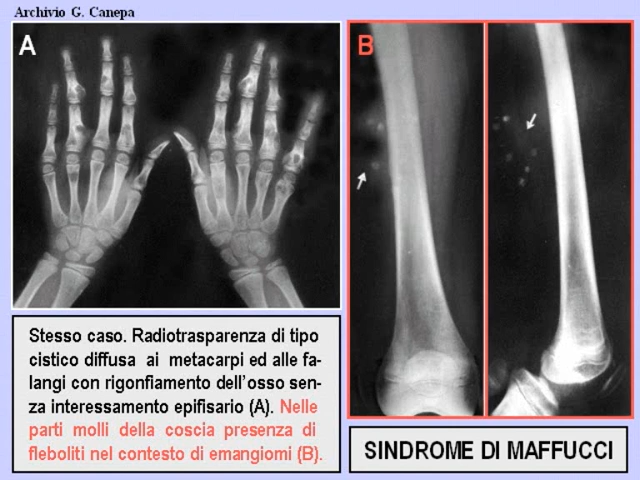 Archivio G. Canepa
A
B
Stesso caso. Radiotrasparenza di tipo
cistico diffusa ai metacarpi ed alle fa-
langi con rigonfiamento dell'osso sen-
za interessamento epifisario (A). Nelle
parti molli della coscia presenza di
fleboliti nel contesto di emangiomi (B).
SINDROME DI MAFFUCCI